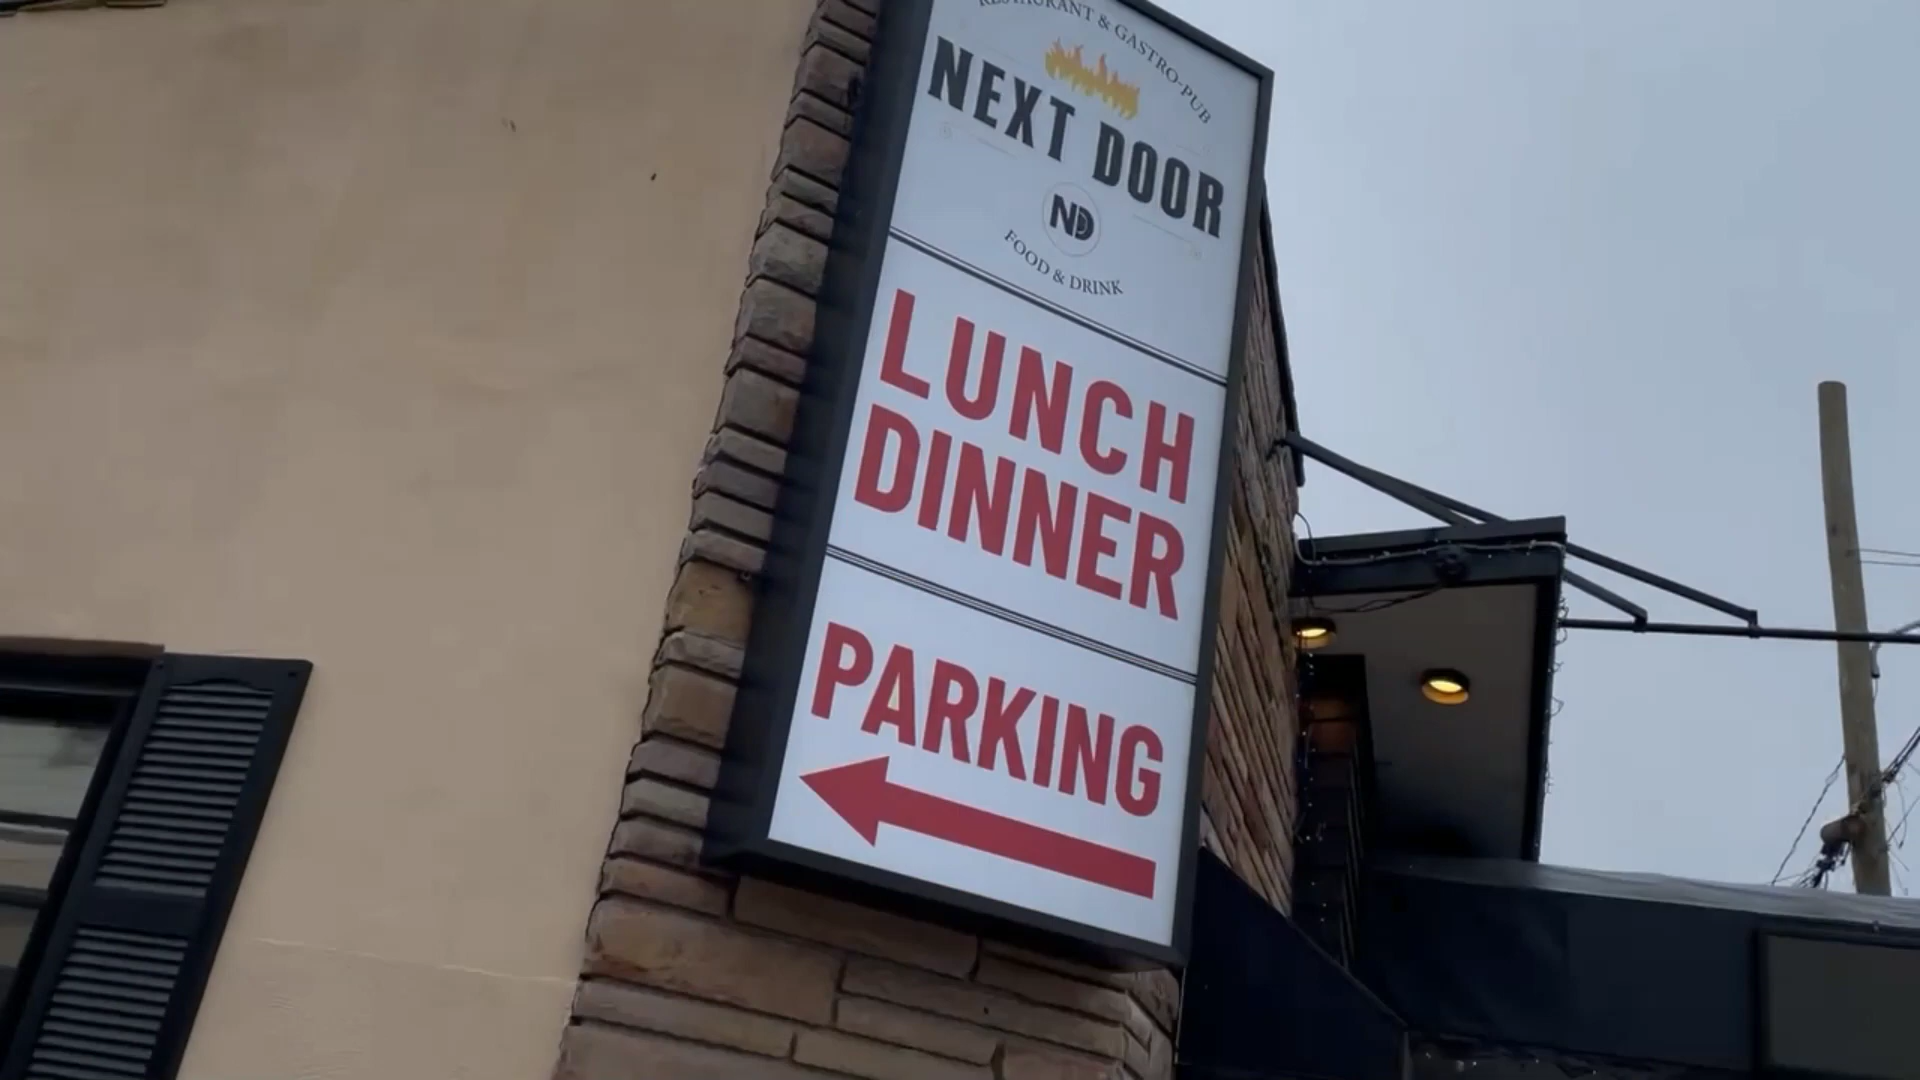 RESTAURANT & GASTRO-PUB
NEXT DOOR
ND
FOOD & DRINK
LUNCH
DINNER
PARKING